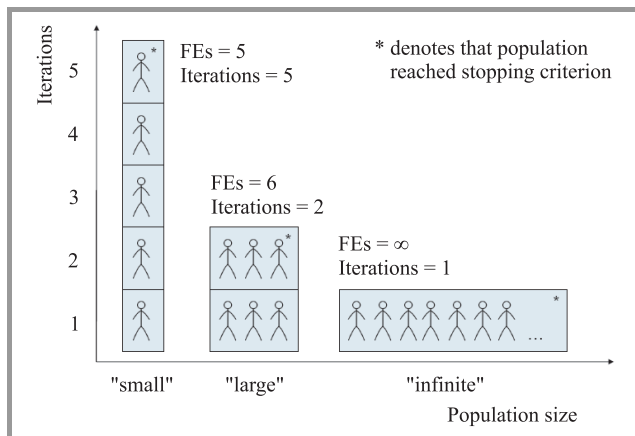 Iterations
5
4
3
2
1
*
FEs = 5
Iterations = 5
* denotes that population
reached stopping criterion
FEs = 6
Iterations = 2
*
FEs = ∞
Iterations = 1
*
...
"small"
"large"
"infinite"
Population size